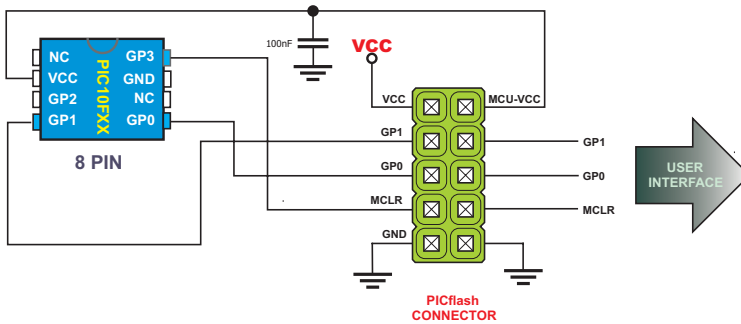 100nF
VCC
NC
GP3
VCC
GND
GP2
NC
GP1
GP0
PIC10FXX
8 PIN
VCC
MCU-VCC
GP1
GP1
GP0
GP0
MCLR
MCLR
GND
USER
INTERFACE
PICflash
CONNECTOR